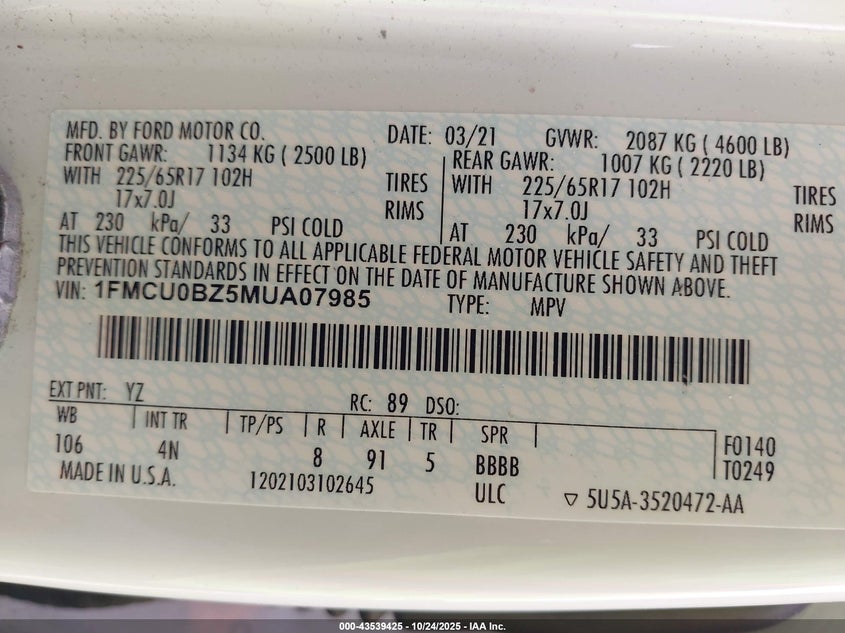 MFD. BY FORD MOTOR CO. DATE: 03/21 GVWR: 2087 KG ( 4600 LB)
FRONT GAWR: 1134 KG ( 2500 LB) REAR GAWR: 1007 KG ( 2220 LB)
WITH 225/65R17 102H TIRES WITH 225/65R17 102H TIRES
17x7.0J RIMS 17x7.0J RIMS
AT 230 kPa/ 33 PSI COLD AT 230 kPa/ 33 PSI COLD
THIS VEHICLE CONFORMS TO ALL APPLICABLE FEDERAL MOTOR VEHICLE SAFETY AND THEFT
PREVENTION STANDARDS IN EFFECT ON THE DATE OF MANUFACTURE SHOWN ABOVE.
VIN: 1FMCU0BZ5MUA07985 TYPE: MPV
EXT PNT: YZ RC: 89 DSO:
WB INT TR TP/PS R AXLE TR SPR
106 4N 8 91 5 BBBB F0140
T0249
MADE IN U.S.A. 1202103102645 ULC 5U5A-3520472-AA
000-43539425 - 10/24/2025 - IAA Inc.